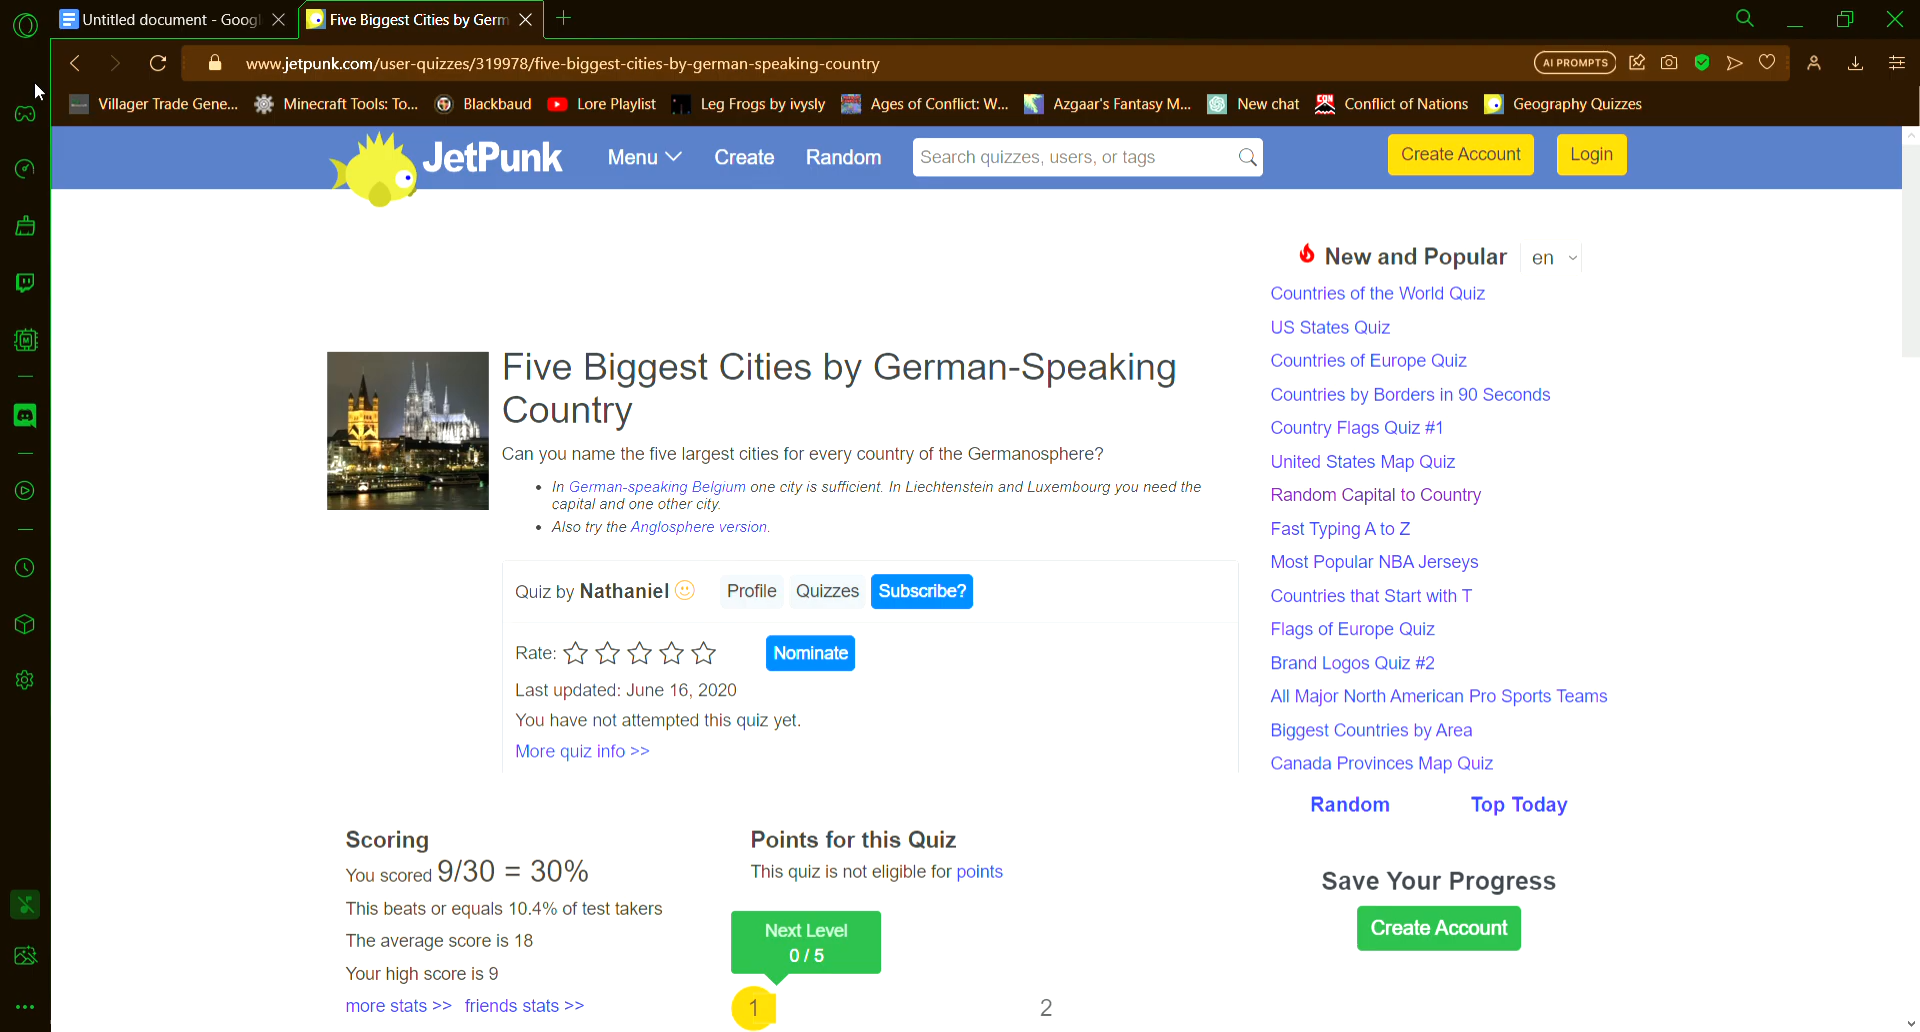 Untitled document - Googl
Five Biggest Cities by Germ
www.jetpunk.com/user-quizzes/319978/five-biggest-cities-by-german-speaking-country
AI PROMPTS
Villager Trade Gene...
Minecraft Tools: To...
Blackbaud
Lore Playlist
Leg Frogs by ivysly
Ages of Conflict: W...
Azgaar's Fantasy M...
New chat
Conflict of Nations
Geography Quizzes
JetPunk
Menu
Create
Random
Search quizzes, users, or tags
Create Account
Login
Five Biggest Cities by German-Speaking
Country
Can you name the five largest cities for every country of the Germanosphere?
• In German-speaking Belgium one city is sufficient. In Liechtenstein and Luxembourg you need the
capital and one other city.
• Also try the Anglosphere version.
Quiz by Nathaniel
Profile
Quizzes
Subscribe?
Rate:
Nominate
Last updated: June 16, 2020
You have not attempted this quiz yet.
More quiz info >>
Scoring
You scored 9/30 = 30%
This beats or equals 10.4% of test takers
The average score is 18
Your high score is 9
more stats >> friends stats >>
Points for this Quiz
This quiz is not eligible for points
Next Level
0 / 5
1
2
New and Popular
en
Countries of the World Quiz
US States Quiz
Countries of Europe Quiz
Countries by Borders in 90 Seconds
Country Flags Quiz #1
United States Map Quiz
Random Capital to Country
Fast Typing A to Z
Most Popular NBA Jerseys
Countries that Start with T
Flags of Europe Quiz
Brand Logos Quiz #2
All Major North American Pro Sports Teams
Biggest Countries by Area
Canada Provinces Map Quiz
Random
Top Today
Save Your Progress
Create Account